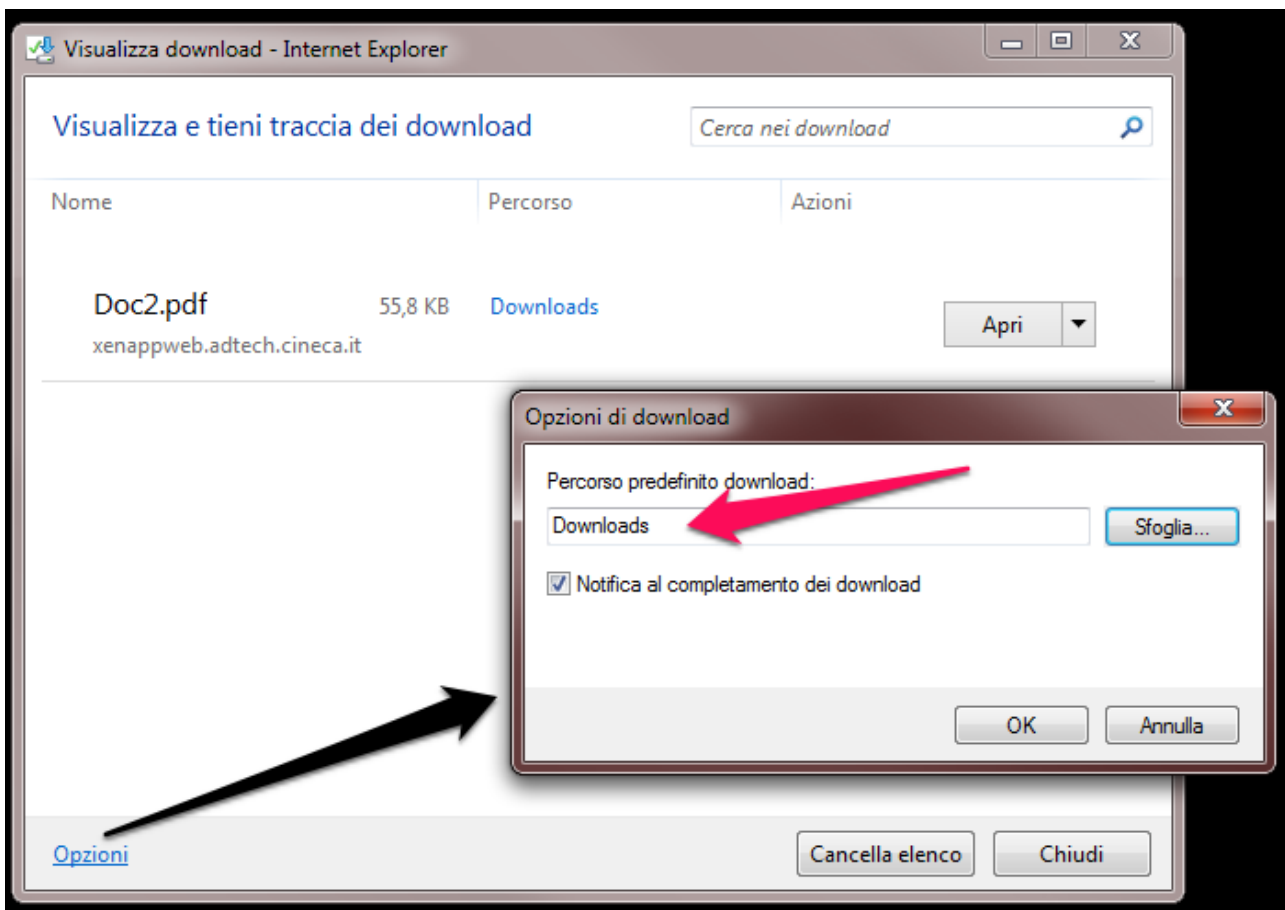 Visualizza download - Internet Explorer
Visualizza e tieni traccia dei download
Cerca nei download
Nome
Percorso
Azioni
Doc2.pdf
55,8 KB
Downloads
Apri
xenappweb.adtech.cineca.it
Opzioni di download
Percorso predefinito download:
Downloads
Sfoglia...
Notifica al completamento dei download
OK
Annulla
Opzioni
Cancella elenco
Chiudi